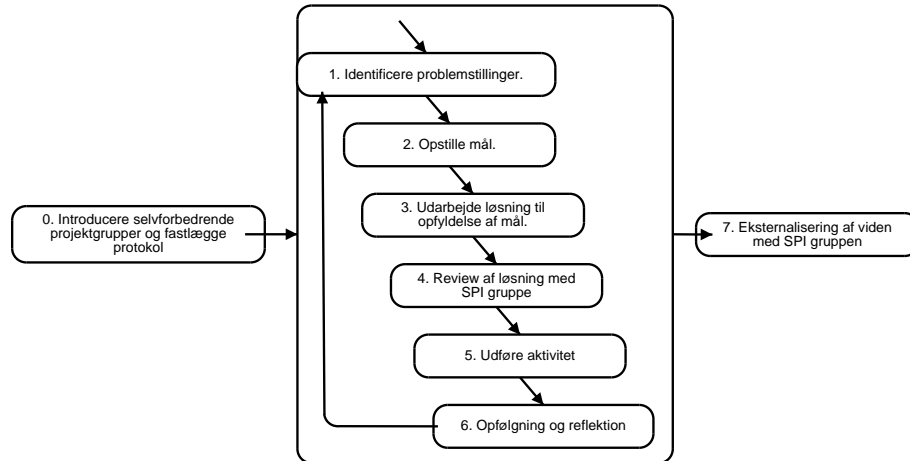 0. Introducere selvforbedrende
projektgrupper og fastlægge
protokol
1. Identificere problemstillinger.
2. Opstille mål.
3. Udarbejde løsning til
opfyldelse af mål.
4. Review af løsning med
SPI gruppe
5. Udføre aktivitet
6. Opfølgning og reflektion
7. Eksternalisering af viden
med SPI gruppen